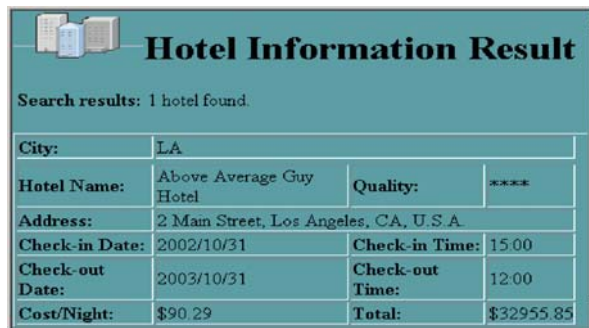 Hotel Information Result
Search results: 1 hotel found.
City: LA
Hotel Name: Above Average Guy Hotel Quality: ****
Address: 2 Main Street, Los Angeles, CA, U.S.A.
Check-in Date: 2002/10/31 Check-in Time: 15:00
Check-out Date: 2003/10/31 Check-out Time: 12:00
Cost/Night: $90.29 Total: $32955.85